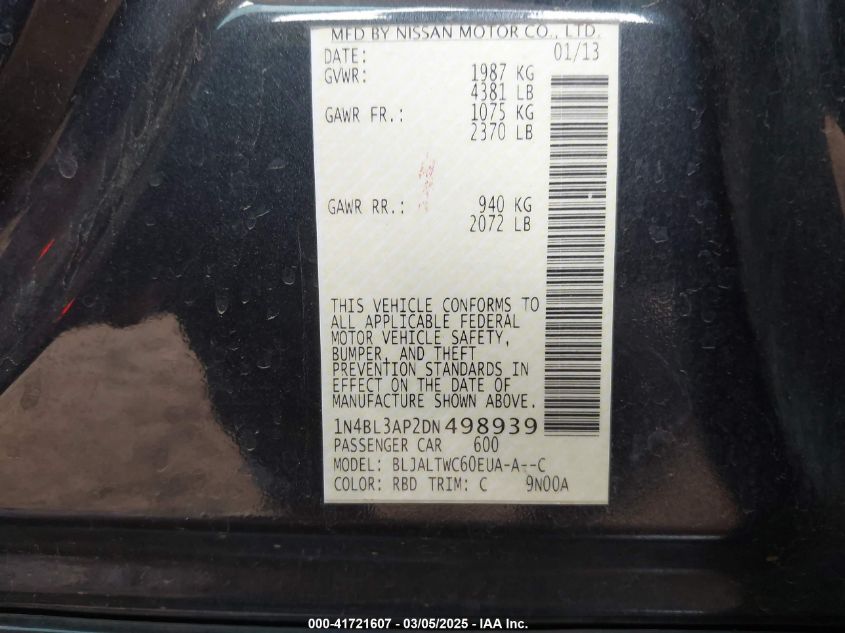 MFD BY NISSAN MOTOR CO., LTD.
DATE: 01/13
GVWR: 1987 KG
4381 LB
GAWR FR.: 1075 KG
2370 LB
GAWR RR.: 940 KG
2072 LB
THIS VEHICLE CONFORMS TO
ALL APPLICABLE FEDERAL
MOTOR VEHICLE SAFETY,
BUMPER, AND THEFT
PREVENTION STANDARDS IN
EFFECT ON THE DATE OF
MANUFACTURE SHOWN ABOVE.
1N4BL3AP2DN498939
PASSENGER CAR 600
MODEL: BLJALTWC60EUA-A--C
COLOR: RBD TRIM: C 9N00A
000-41721607 - 03/05/2025 - IAA Inc.